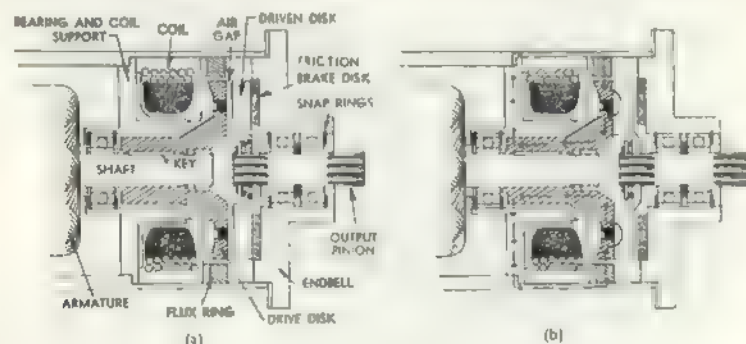 BEARING AND COIL
SUPPORT
COIL
AIR
GAP
DRIVEN DISK
FRICTION
BRAKE DISK
SNAP RINGS
SHAFT
KEY
OUTPUT
PINION
ENDBELL
ARMATURE
FLUX RING
DRIVE DISK
(a)
(b)